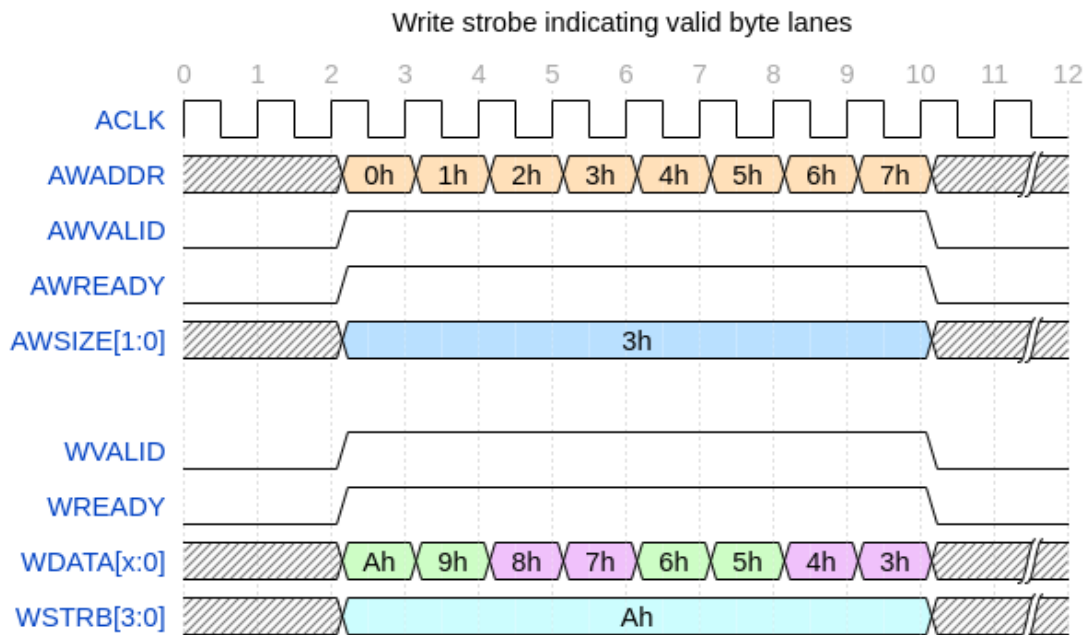 Write strobe indicating valid byte lanes
0 1 2 3 4 5 6 7 8 9 10 11 12
ACLK
AWADDR 0h 1h 2h 3h 4h 5h 6h 7h
AWVALID
AWREADY
AWSIZE[1:0] 3h
WVALID
WREADY
WDATA[x:0] Ah 9h 8h 7h 6h 5h 4h 3h
WSTRB[3:0] Ah